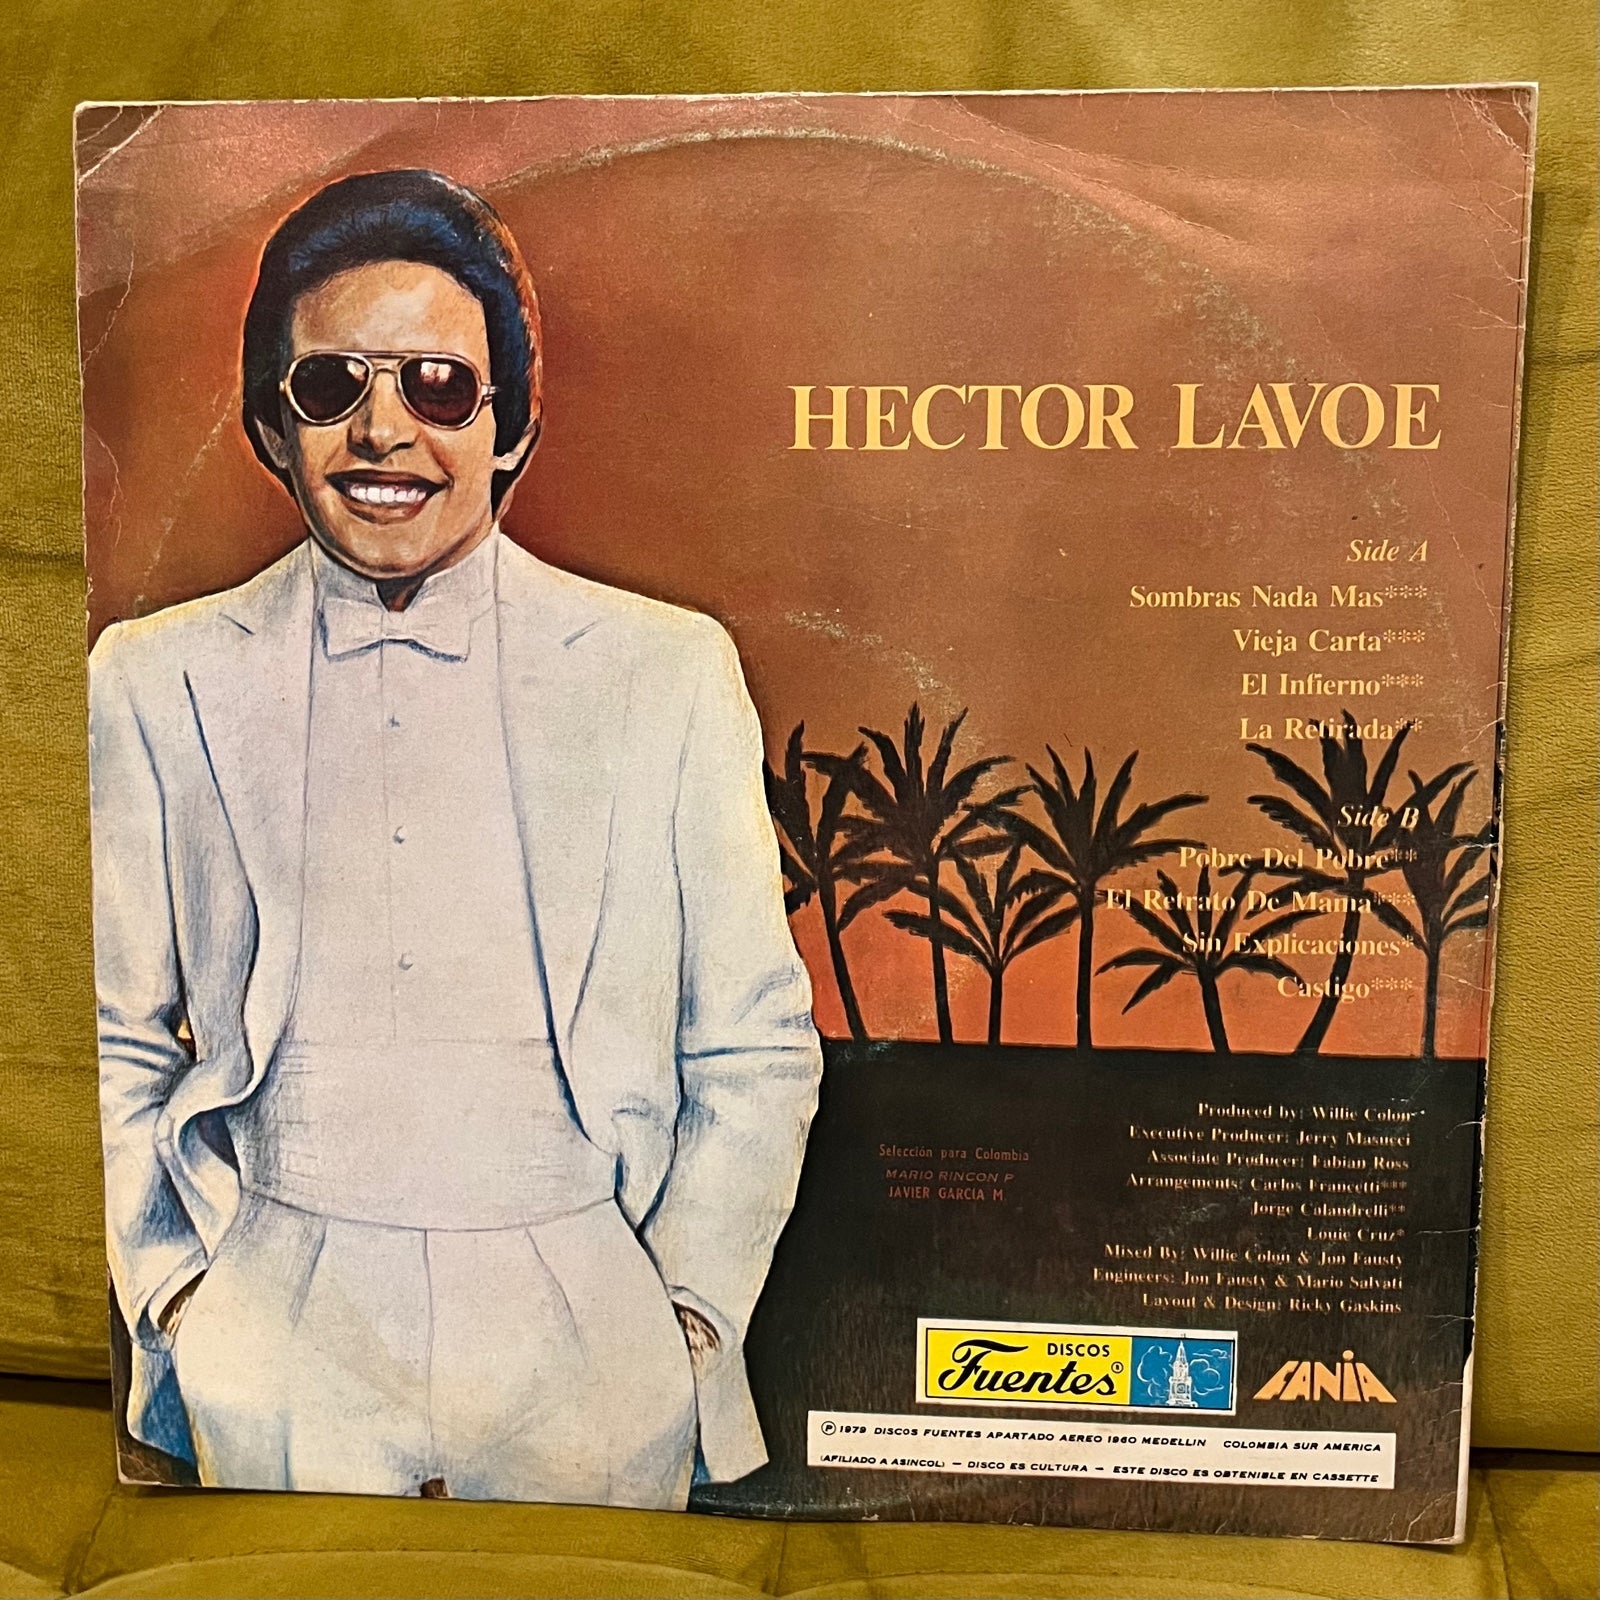 HECTOR LAVOE
Side A
Sombras Nada Mas***
Vieja Carta***
El Infierno***
La Retirada**
Side B
Pobre Del Pobre**
El Retrato De Mama***
Sin Explicaciones*
Castigo***
Produced by: Willie Colon
Executive Producer: Jerry Masucci
Associate Producer: Fabian Ross
Arrangements: Carlos Francetti***
Jorge Calandrelli**
Louie Cruz*
Mixed By: Willie Colon & Jon Fausty
Engineers: Jon Fausty & Mario Salvati
Layout & Design: Ricky Gaskins
Selección para Colombia
MARIO RINCON P
JAVIER GARCIA M.
DISCOS
Fuentes®
FANIA
Ⓟ 1979 DISCOS FUENTES APARTADO AEREO 1960 MEDELLIN COLOMBIA SUR AMERICA
(AFILIADO A ASINCOL) — DISCO ES CULTURA — ESTE DISCO ES OBTENIBLE EN CASSETTE